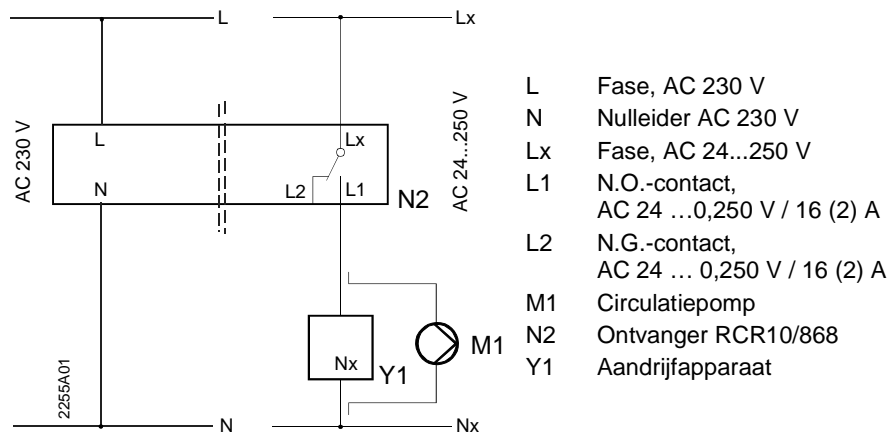 L
Lx
AC 230 V
L
N
Lx
L2
L1
N2
AC 24...250 V
Nx
Y1
M1
2255A01
N
Nx
L Fase, AC 230 V
N Nulleider AC 230 V
Lx Fase, AC 24...250 V
L1 N.O.-contact,
AC 24 ...0,250 V / 16 (2) A
L2 N.G.-contact,
AC 24 ... 0,250 V / 16 (2) A
M1 Circulatiepomp
N2 Ontvanger RCR10/868
Y1 Aandrijfapparaat